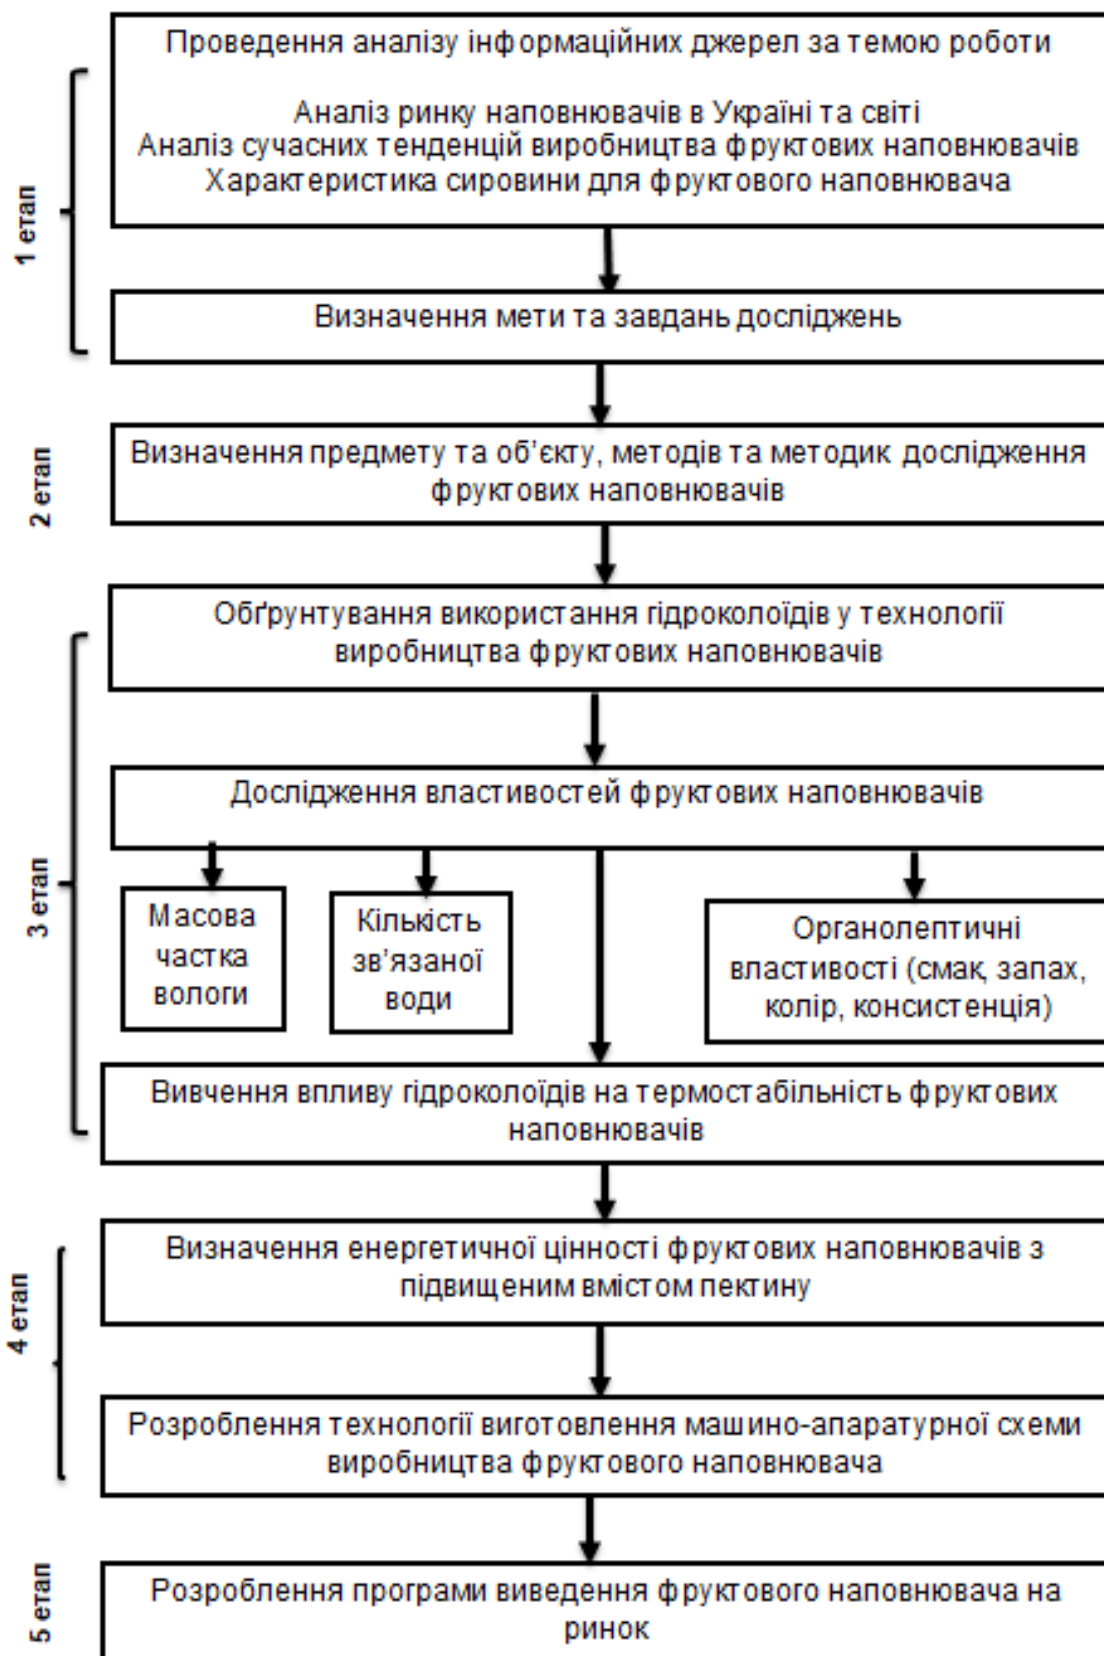 Проведення аналізу інформаційних джерел за темою роботи
Аналіз ринку наповнювачів в Україні та світі
Аналіз сучасних тенденцій виробництва фруктових наповнювачів
Характеристика сировини для фруктового наповнювача
1 етап
Визначення мети та завдань досліджень
2 етап
Визначення предмету та об’єкту, методів та методик дослідження
фруктових наповнювачів
Обґрунтування використання гідроколоїдів у технології
виробництва фруктових наповнювачів
3 етап
Дослідження властивостей фруктових наповнювачів
Масова
частка
вологи
Кількість
зв’язаної
води
Органолептичні
властивості (смак, запах,
колір, консистенція)
Вивчення впливу гідроколоїдів на термостабільність фруктових
наповнювачів
4 етап
Визначення енергетичної цінності фруктових наповнювачів з
підвищеним вмістом пектину
Розроблення технології виготовлення машино-апаратурної схеми
виробництва фруктового наповнювача
5 етап
Розроблення програми виведення фруктового наповнювача на
ринок